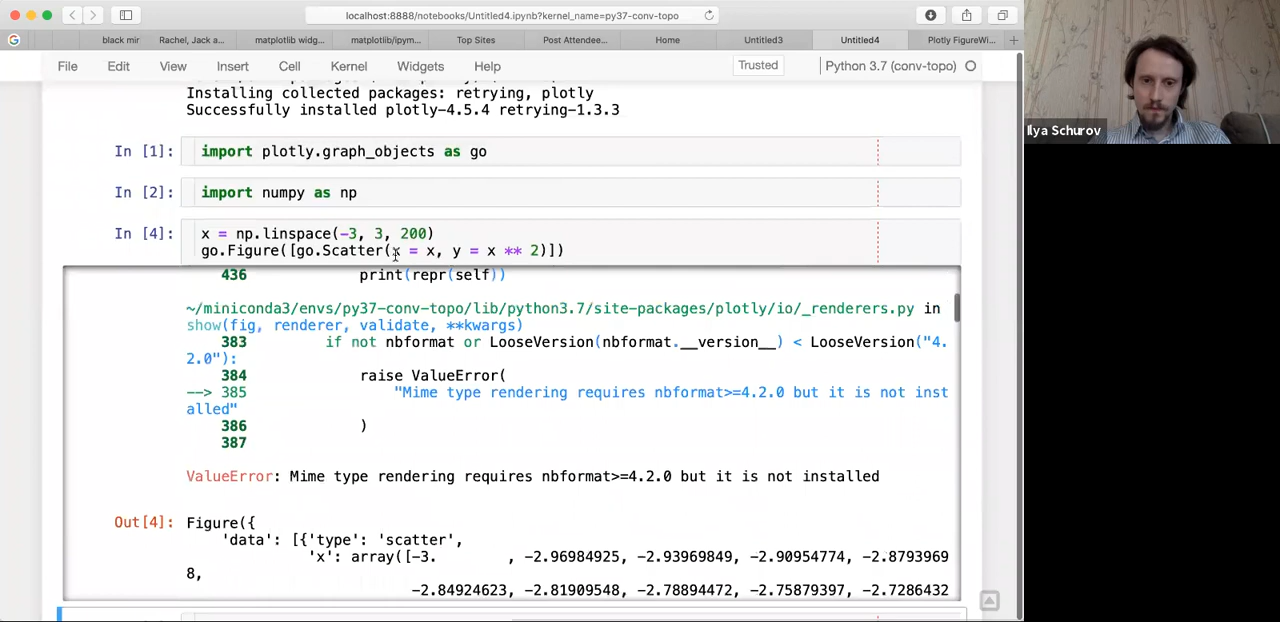 localhost:8888/notebooks/Untitled4.ipynb?kernel_name=py37-conv-topo
black mir
Rachel, Jack a...
matplotlib widg...
matplotlib/ipym...
Top Sites
Post Attendee...
Home
Untitled3
Untitled4
Plotly FigureWi...
File Edit View Insert Cell Kernel Widgets Help Trusted Python 3.7 (conv-topo)
Installing collected packages: retrying, plotly
Successfully installed plotly-4.5.4 retrying-1.3.3
In [1]: import plotly.graph_objects as go
In [2]: import numpy as np
In [4]: x = np.linspace(-3, 3, 200)
go.Figure([go.Scatter(x = x, y = x ** 2)])
436 print(repr(self))
~/miniconda3/envs/py37-conv-topo/lib/python3.7/site-packages/plotly/io/_renderers.py in
show(fig, renderer, validate, **kwargs)
383 if not nbformat or LooseVersion(nbformat.__version__) < LooseVersion("4.
2.0"):
384 raise ValueError(
--> 385 "Mime type rendering requires nbformat>=4.2.0 but it is not inst
alled"
386 )
387
ValueError: Mime type rendering requires nbformat>=4.2.0 but it is not installed
Out[4]: Figure({
'data': [{'type': 'scatter',
'x': array([-3. , -2.96984925, -2.93969849, -2.90954774, -2.8793969
8,
-2.84924623, -2.81909548, -2.78894472, -2.75879397, -2.7286432
Ilya Schurov